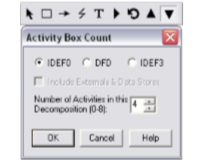 T
Activity Box Count
IDEF0 DFD IDEF3
Include Externals & Data Stores
Number of Activities in this 4
Decomposition (0-8):
OK Cancel Help